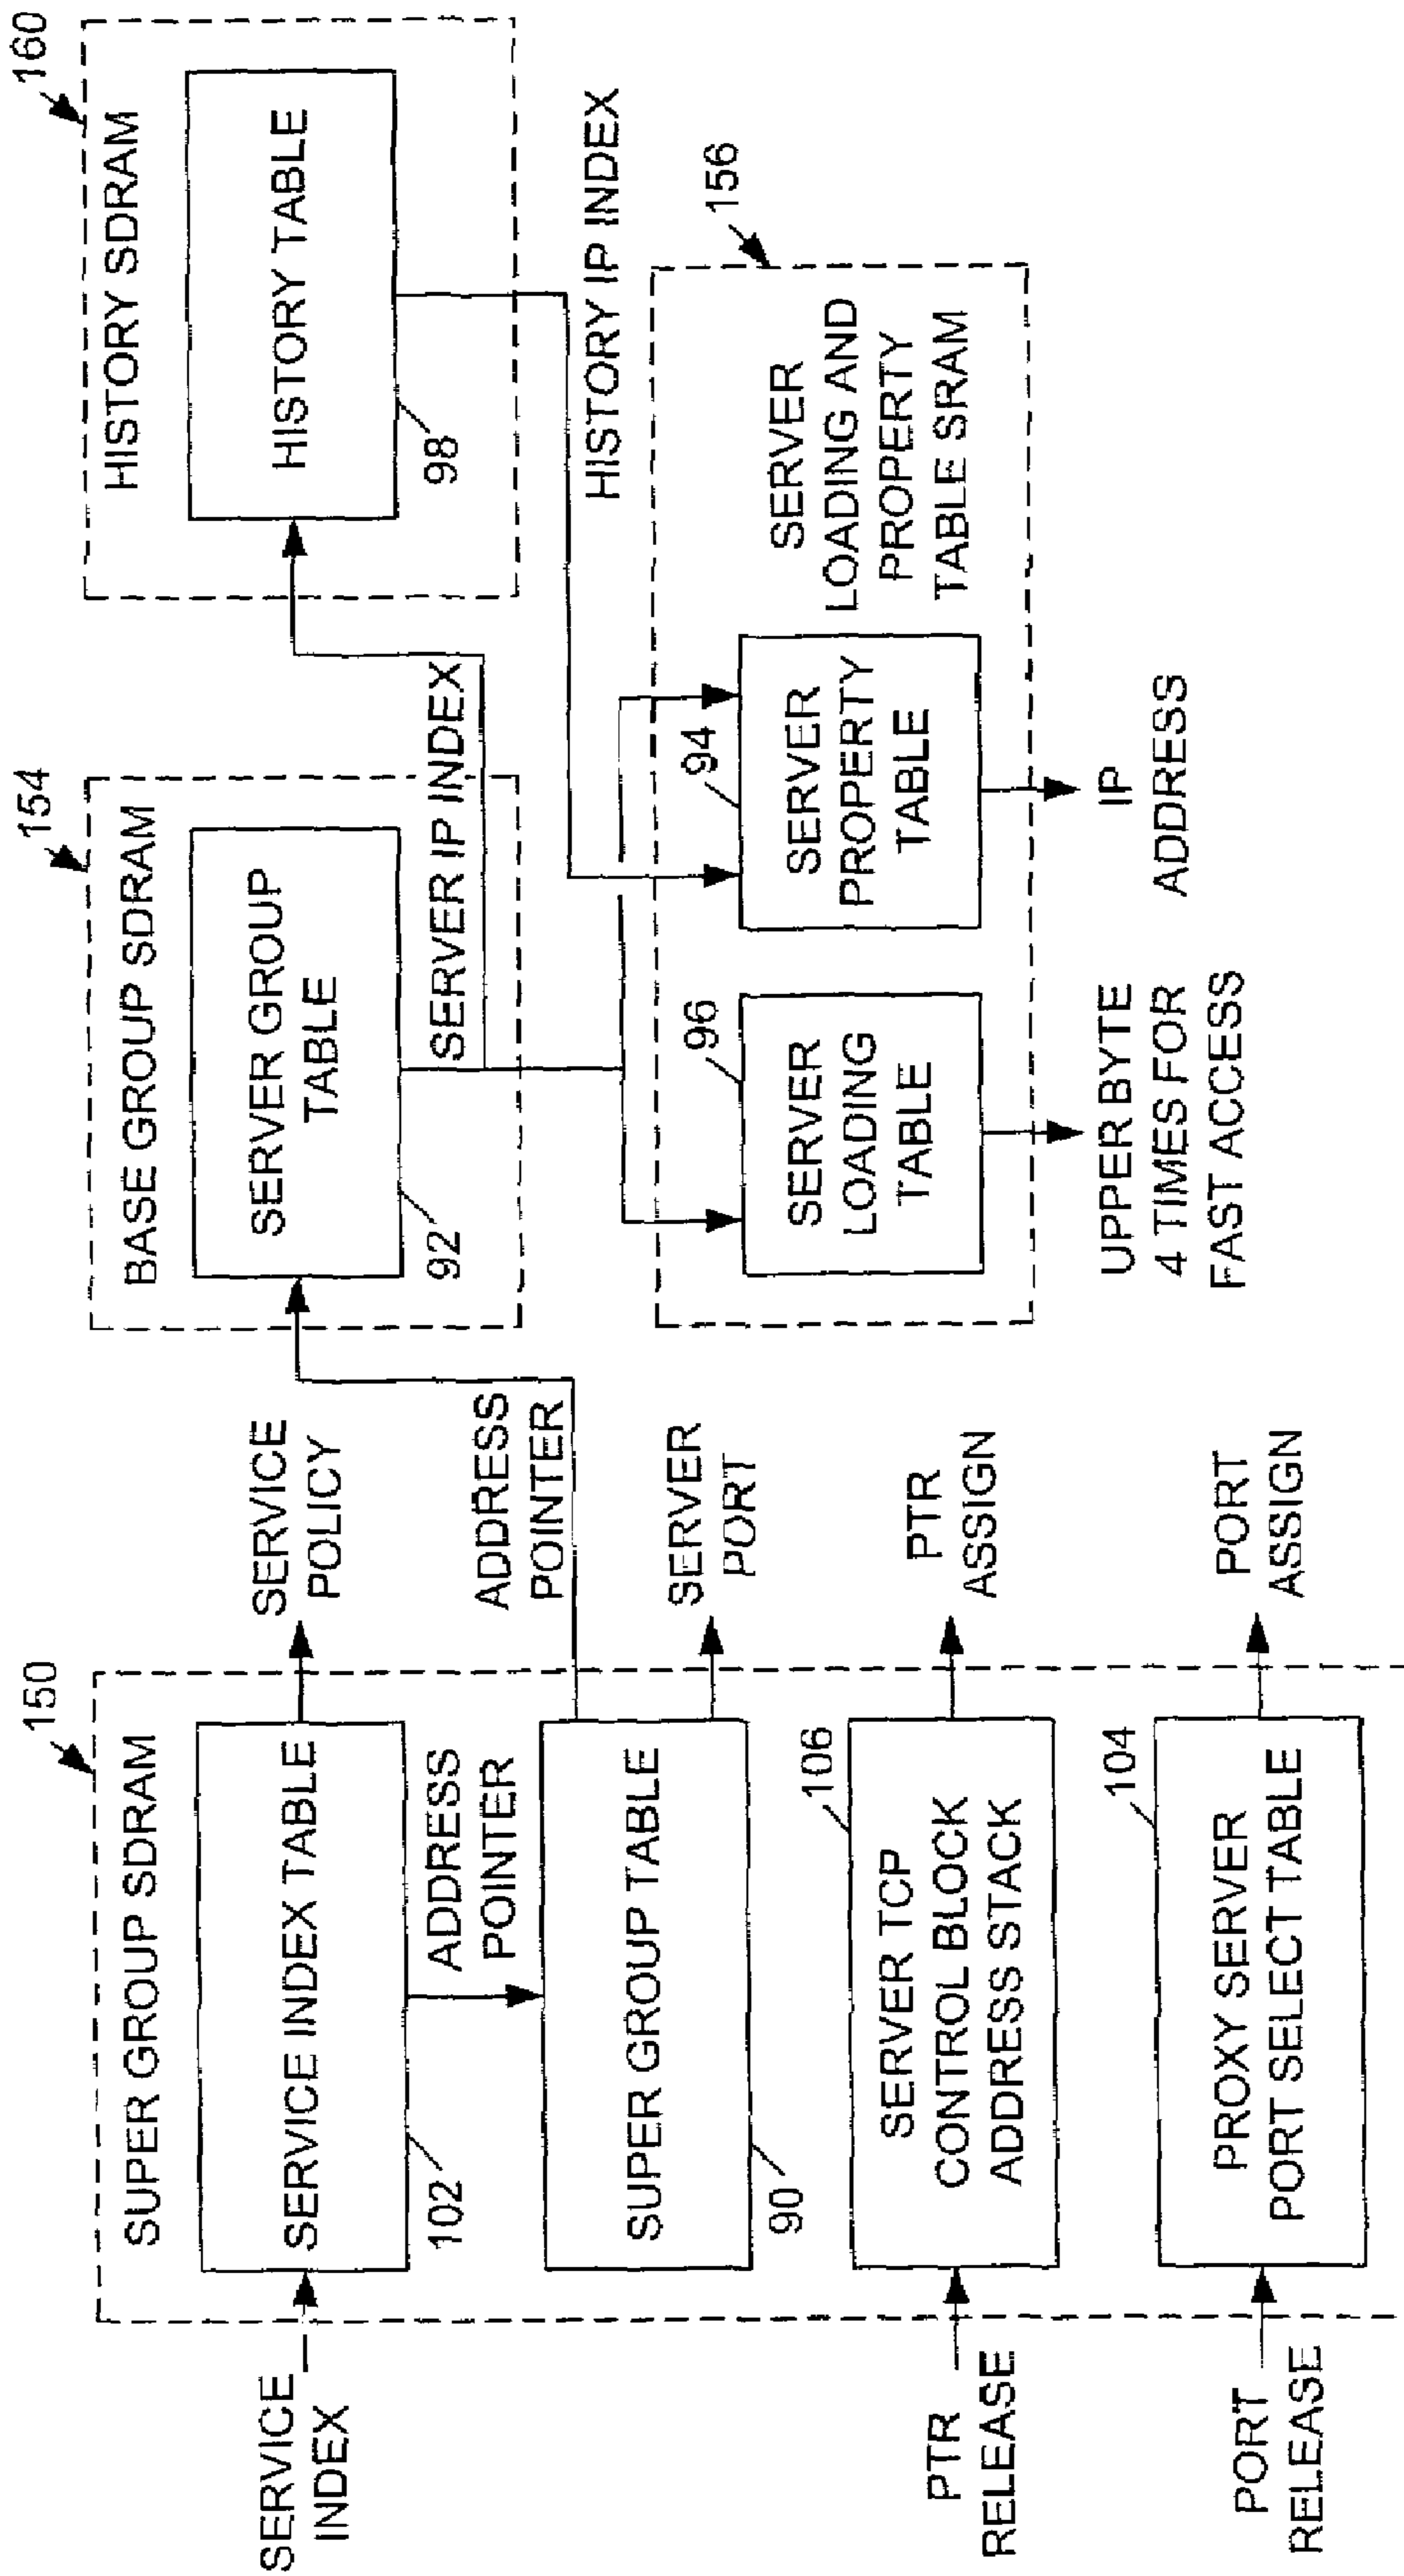 150
SUPER GROUP SDRAM
SERVICE
INDEX
SERVICE INDEX TABLE
102
SERVICE
POLICY
ADDRESS
POINTER
SUPER GROUP TABLE
90
ADDRESS
POINTER
SERVER
PORT
PTR
RELEASE
SERVER TCP
CONTROL BLOCK
ADDRESS STACK
106
PTR
ASSIGN
PORT
RELEASE
PROXY SERVER
PORT SELECT TABLE
104
PORT
ASSIGN
154
BASE GROUP SDRAM
SERVER GROUP
TABLE
92
SERVER IP INDEX
160
HISTORY SDRAM
HISTORY TABLE
98
HISTORY IP INDEX
156
SERVER
LOADING AND
PROPERTY
TABLE SRAM
96
SERVER
LOADING
TABLE
94
SERVER
PROPERTY
TABLE
UPPER BYTE
4 TIMES FOR
FAST ACCESS
IP
ADDRESS